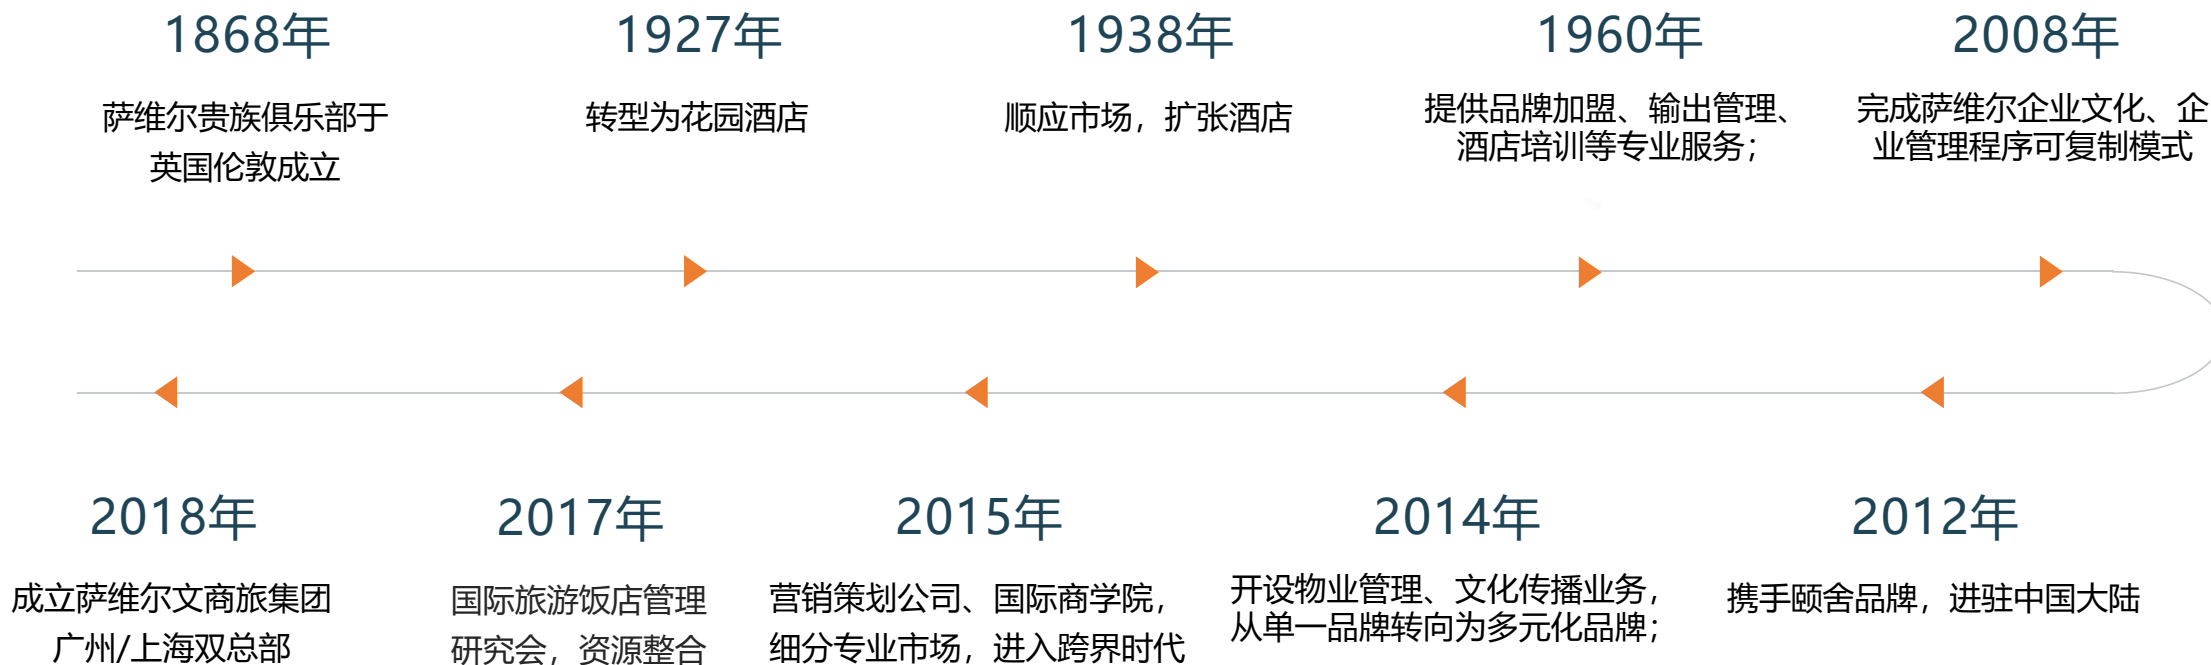 1868年
萨维尔贵族俱乐部于
英国伦敦成立
1927年
转型为花园酒店
1938年
顺应市场，扩张酒店
1960年
提供品牌加盟、输出管理、
酒店培训等专业服务；
2008年
完成萨维尔企业文化、企
业管理程序可复制模式
2018年
成立萨维尔文商旅集团
广州/上海双总部
2017年
国际旅游饭店管理
研究会，资源整合
2015年
营销策划公司、国际商学院，
细分专业市场，进入跨界时代
2014年
开设物业管理、文化传播业务，
从单一品牌转向为多元化品牌；
2012年
携手颐舍品牌，进驻中国大陆